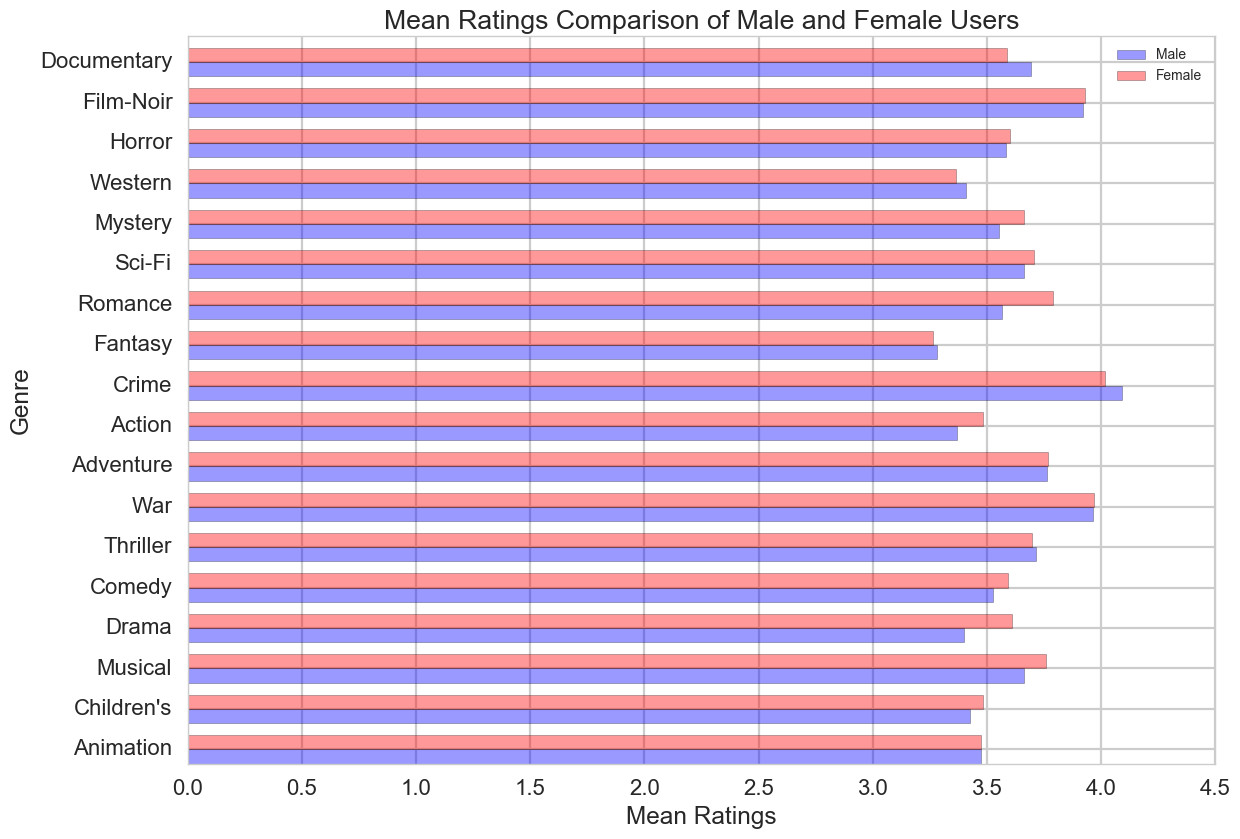 Mean Ratings Comparison of Male and Female Users
Male
Female
Documentary
Film-Noir
Horror
Western
Mystery
Sci-Fi
Romance
Fantasy
Crime
Action
Adventure
War
Thriller
Comedy
Drama
Musical
Children's
Animation
Genre
0.0 0.5 1.0 1.5 2.0 2.5 3.0 3.5 4.0 4.5
Mean Ratings